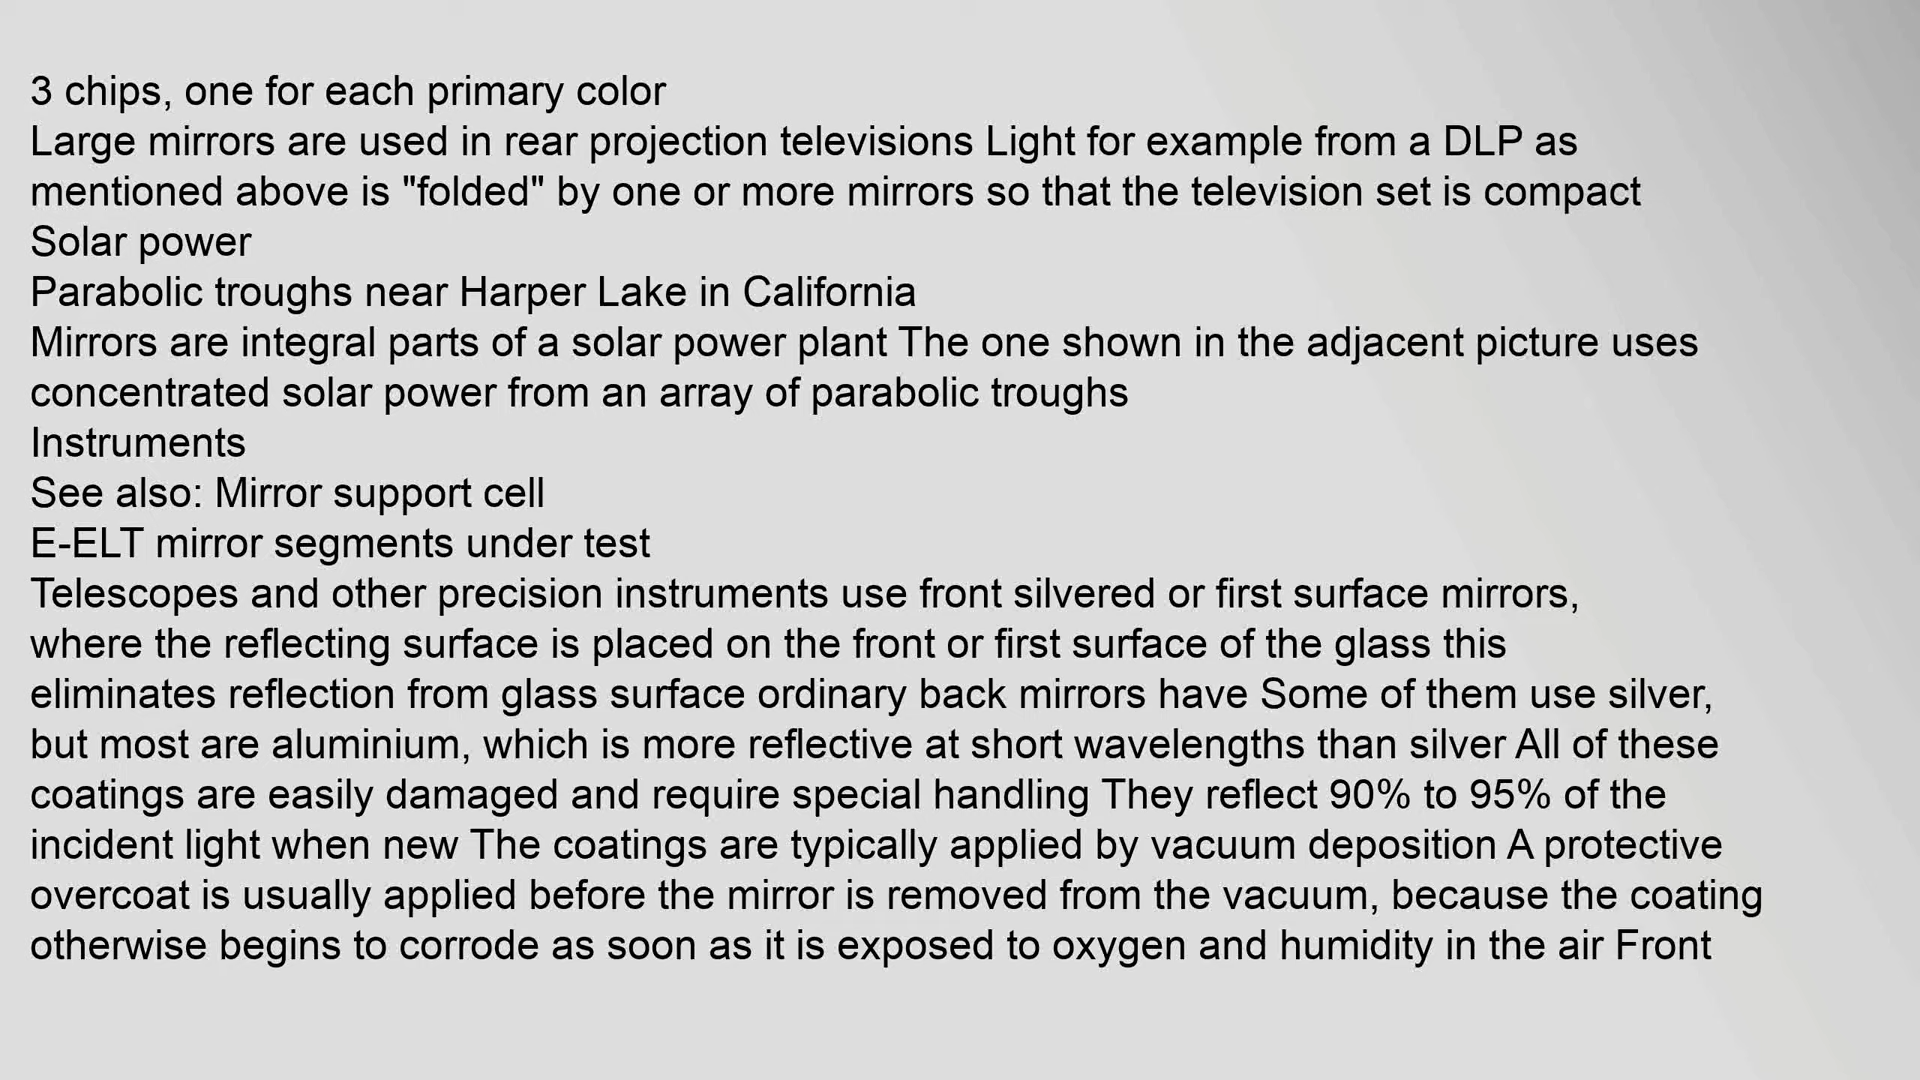 3 chips, one for each primary color
Large mirrors are used in rear projection televisions Light for example from a DLP as
mentioned above is "folded" by one or more mirrors so that the television set is compact
Solar power
Parabolic troughs near Harper Lake in California
Mirrors are integral parts of a solar power plant The one shown in the adjacent picture uses
concentrated solar power from an array of parabolic troughs
Instruments
See also: Mirror support cell
E-ELT mirror segments under test
Telescopes and other precision instruments use front silvered or first surface mirrors,
where the reflecting surface is placed on the front or first surface of the glass this
eliminates reflection from glass surface ordinary back mirrors have Some of them use silver,
but most are aluminium, which is more reflective at short wavelengths than silver All of these
coatings are easily damaged and require special handling They reflect 90% to 95% of the
incident light when new The coatings are typically applied by vacuum deposition A protective
overcoat is usually applied before the mirror is removed from the vacuum, because the coating
otherwise begins to corrode as soon as it is exposed to oxygen and humidity in the air Front